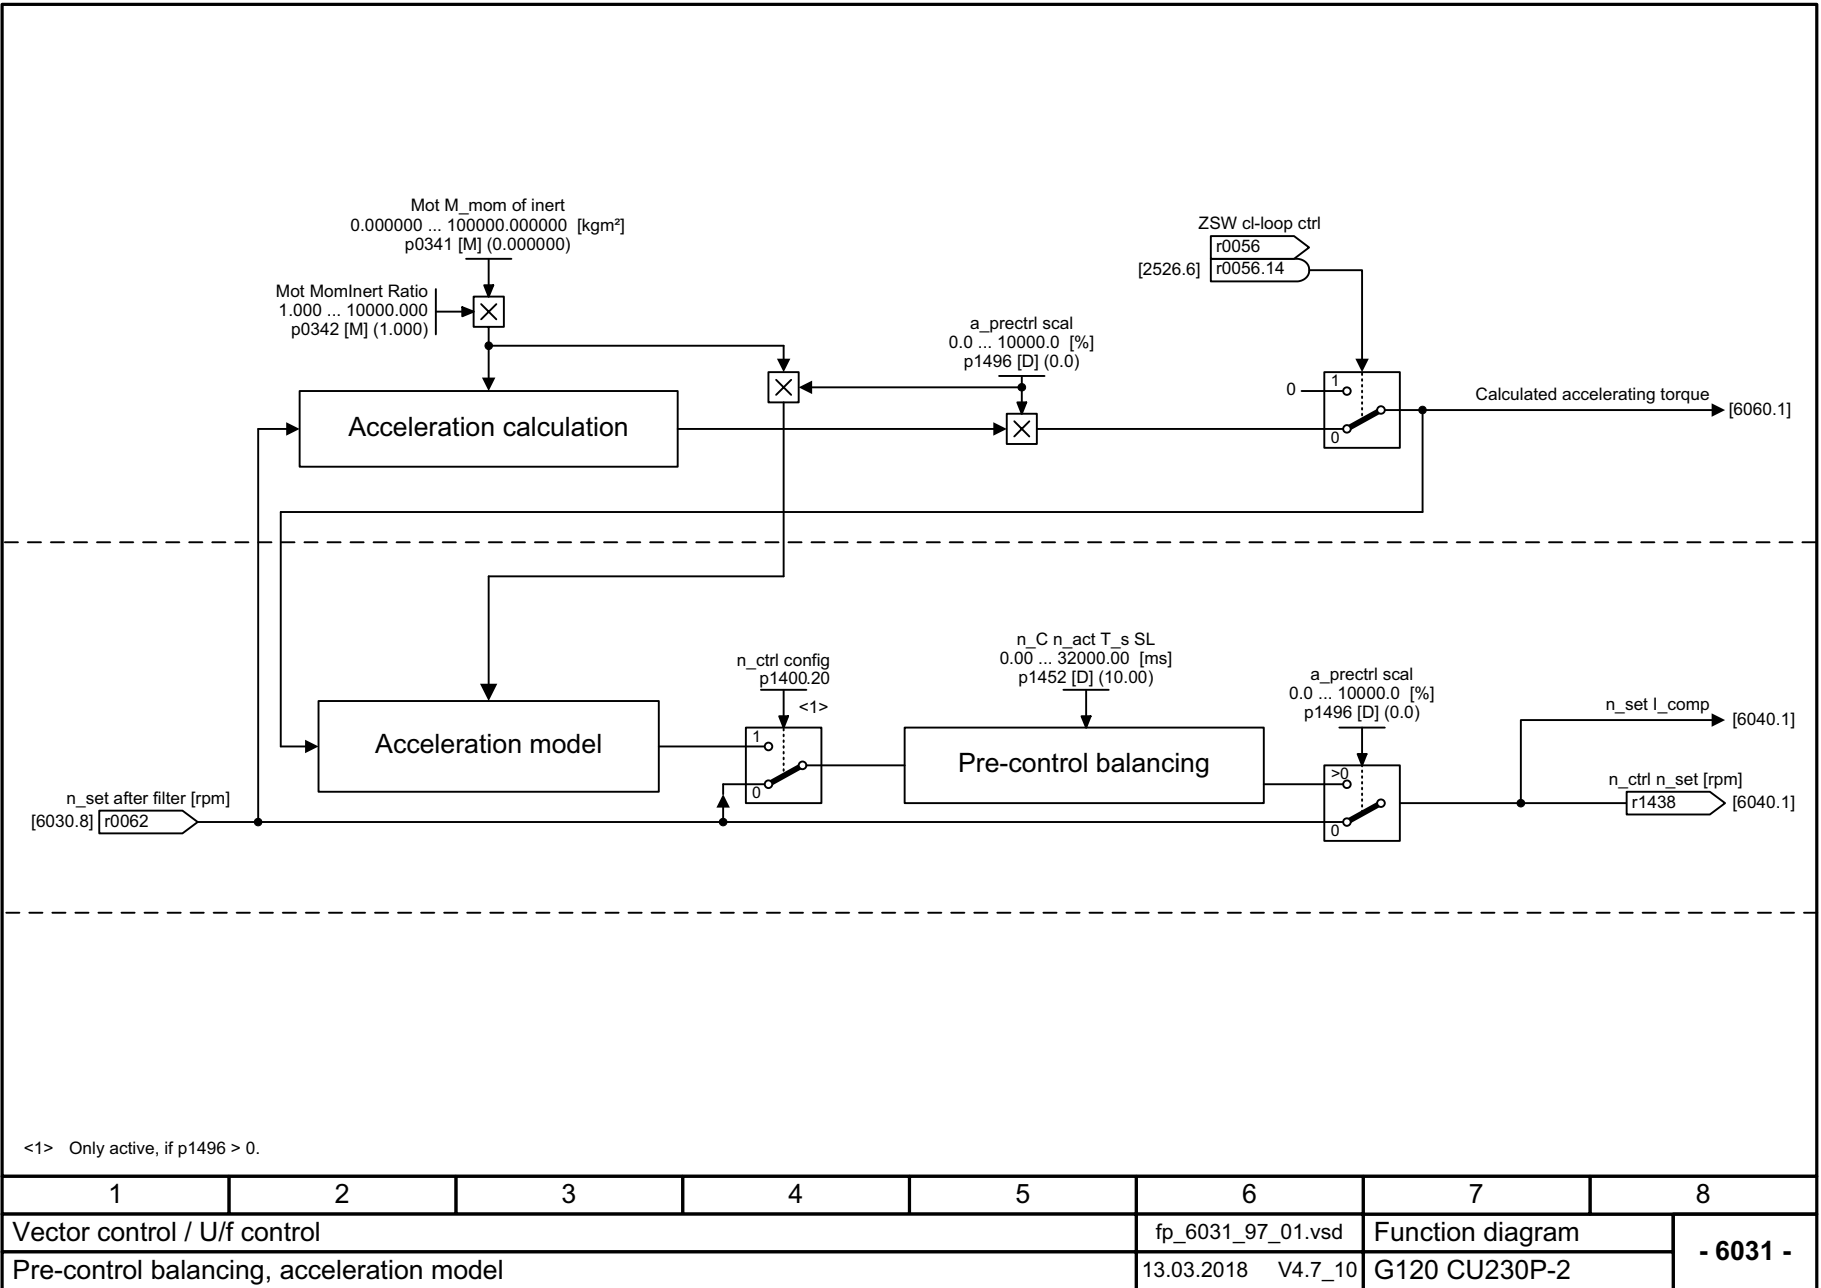 Mot M_mom of inert
0.000000 ... 100000.000000 [kgm²]
p0341 [M] (0.000000)
Mot MomInert Ratio
1.000 ... 10000.000
p0342 [M] (1.000)
ZSW cl-loop ctrl
r0056
[2526.6] r0056.14
a_prectrl scal
0.0 ... 10000.0 [%]
p1496 [D] (0.0)
Acceleration calculation
0
1
0
Calculated accelerating torque
[6060.1]
n_ctrl config
p1400.20
<1>
n_C n_act T_s SL
0.00 ... 32000.00 [ms]
p1452 [D] (10.00)
a_prectrl scal
0.0 ... 10000.0 [%]
p1496 [D] (0.0)
Acceleration model
1
0
Pre-control balancing
>0
0
n_set I_comp
[6040.1]
n_ctrl n_set [rpm]
r1438 [6040.1]
n_set after filter [rpm]
[6030.8] r0062
<1> Only active, if p1496 > 0.
1 2 3 4 5 6 7 8
Vector control / U/f control fp_6031_97_01.vsd Function diagram
- 6031 -
Pre-control balancing, acceleration model 13.03.2018 V4.7_10 G120 CU230P-2